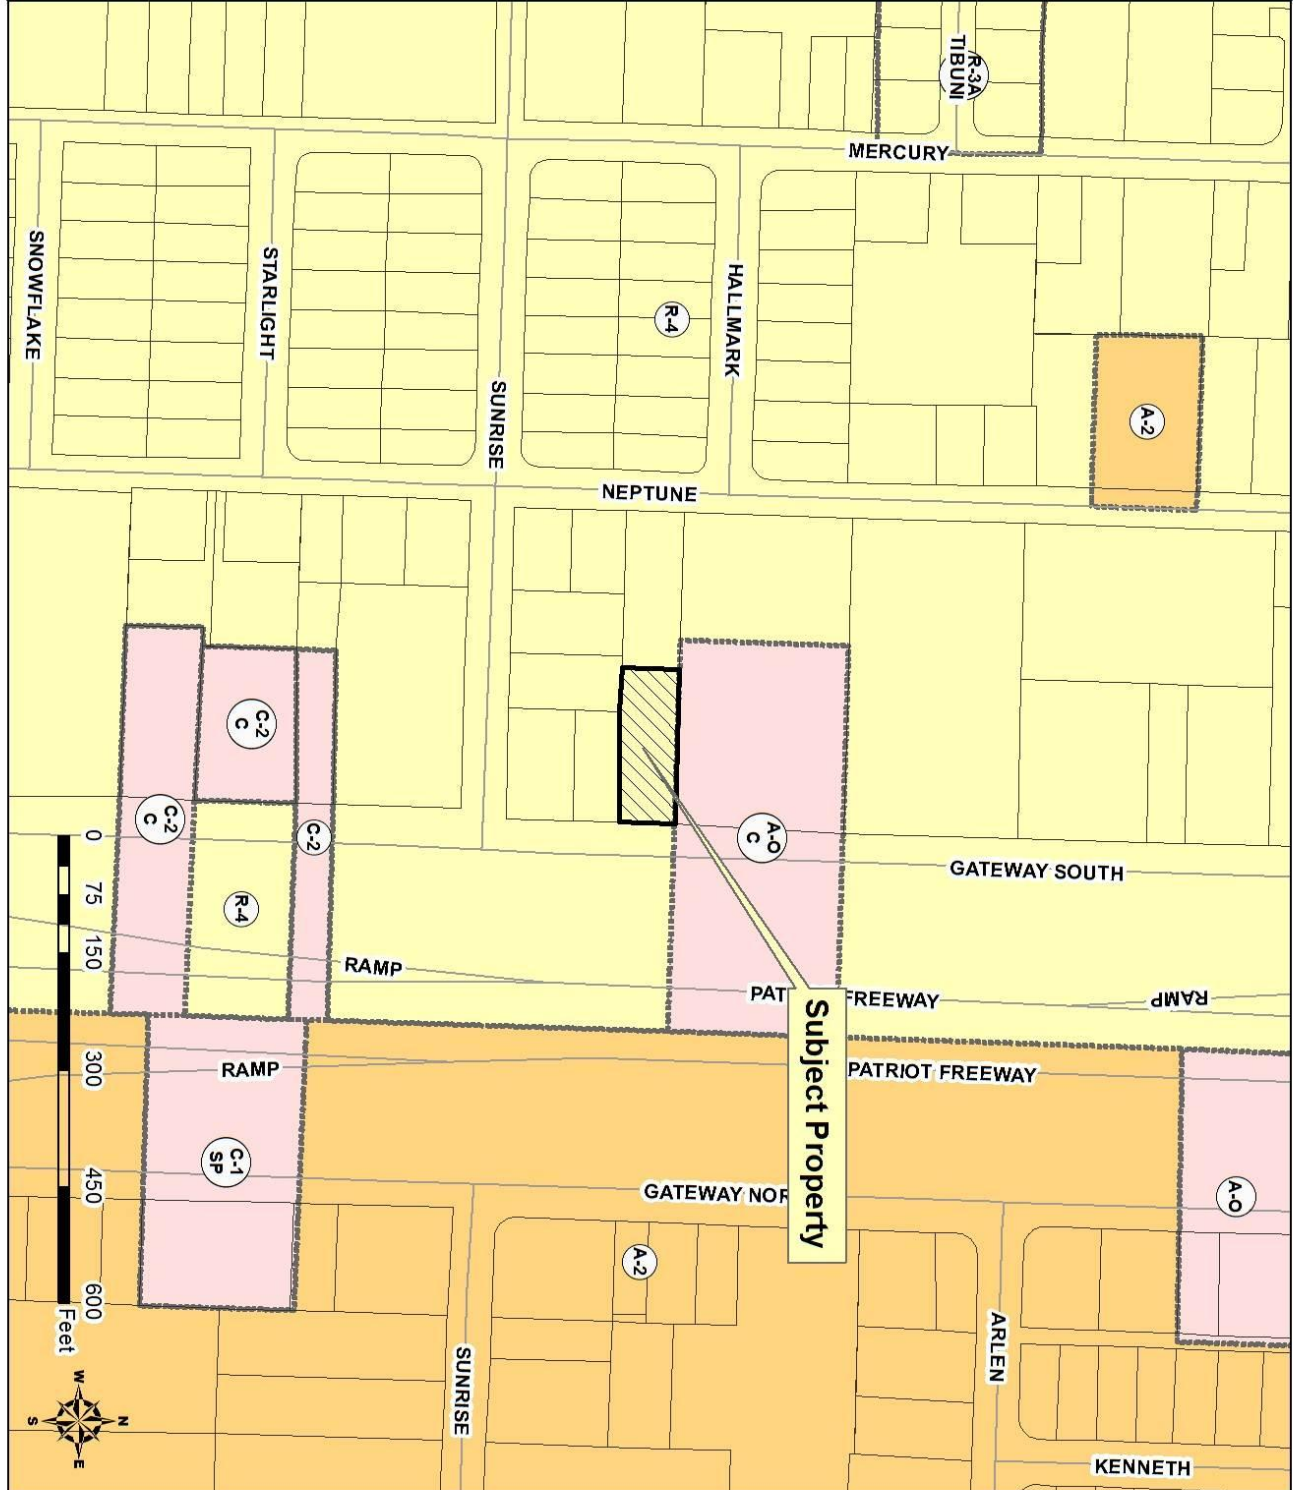 R-3A
TIBUNI
MERCURY
SNOWFLAKE
STARLIGHT
SUNRISE
R-4
HALLMARK
A-2
NEPTUNE
C-2
C
C-2
C
C-2
R-4
A-O
C
GATEWAY SOUTH
RAMP
PAT
FREEWAY
RAMP
Subject Property
RAMP
PATRIOT FREEWAY
C-1
SP
GATEWAY NOR
A-O
A-2
SUNRISE
ARLEN
KENNETH
0
75
150
300
450
600
Feet
W
N
S
E